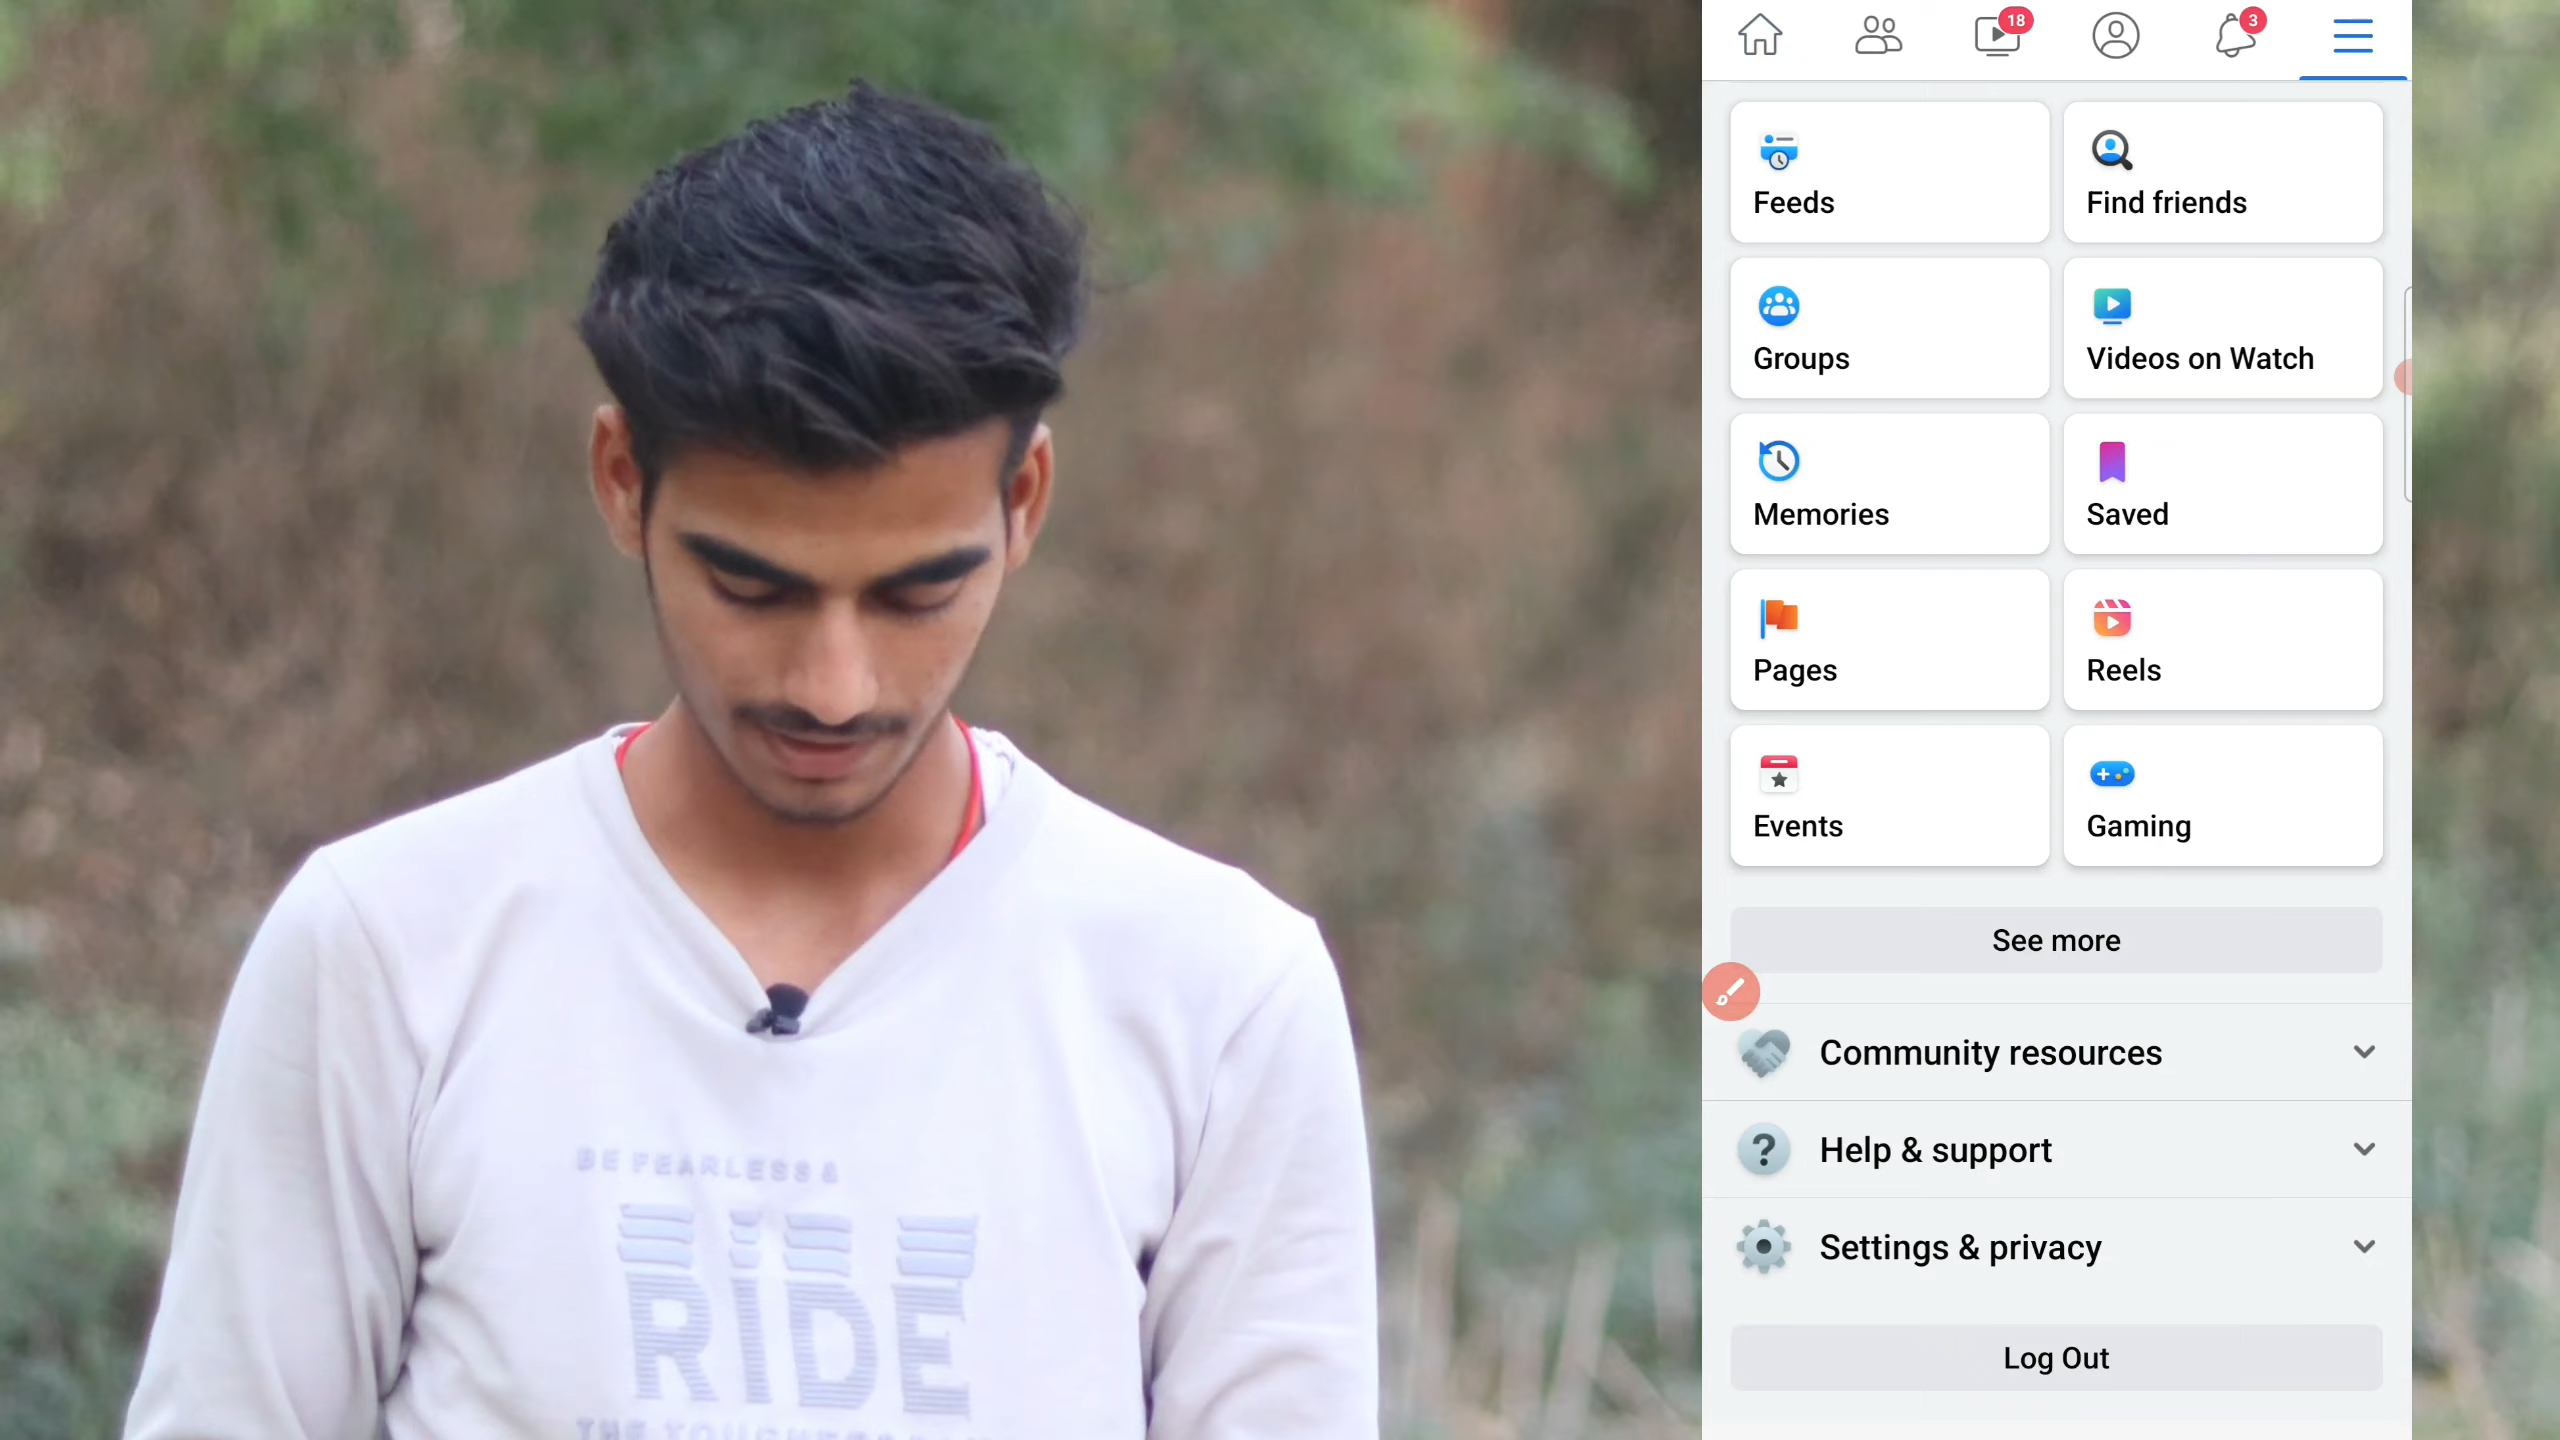 18
3
Feeds
Find friends
Groups
Videos on Watch
Memories
Saved
Pages
Reels
Events
Gaming
See more
Community resources
Help & support
Settings & privacy
Log Out
BE FEARLESS &
RIDE